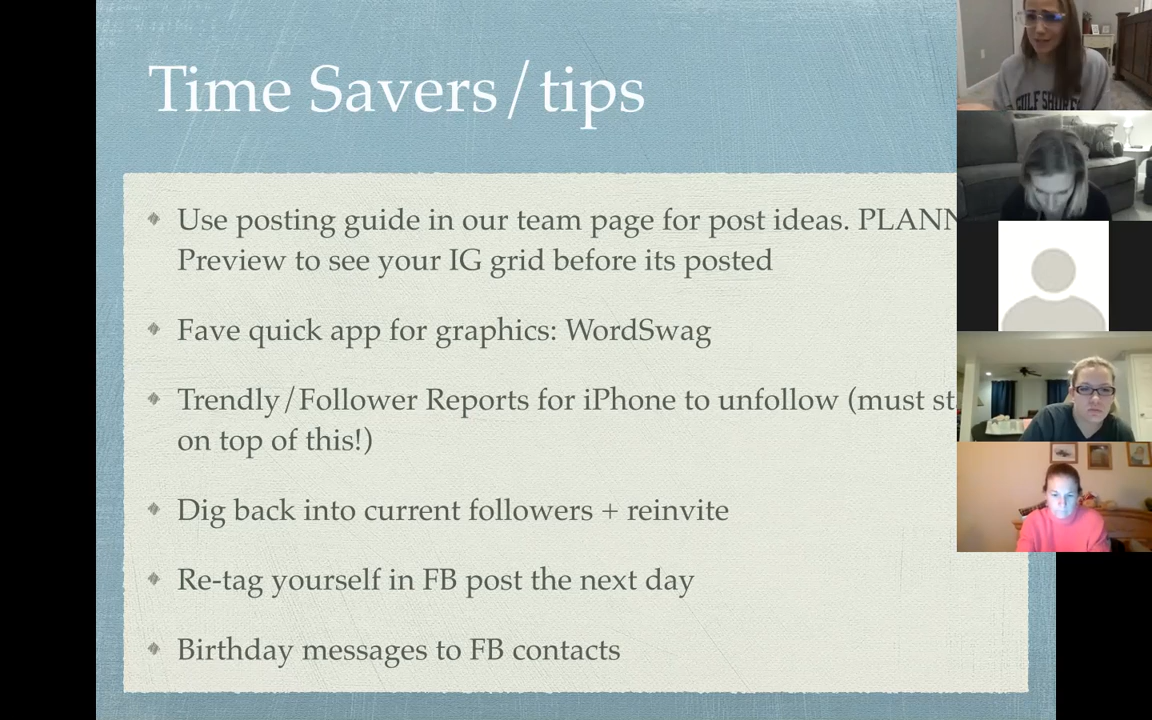 Time Savers/tips
Use posting guide in our team page for post ideas. PLANN
Preview to see your IG grid before its posted
Fave quick app for graphics: WordSwag
Trendly/Follower Reports for iPhone to unfollow (must st
on top of this!)
Dig back into current followers + reinvite
Re-tag yourself in FB post the next day
Birthday messages to FB contacts
GULF SHORES